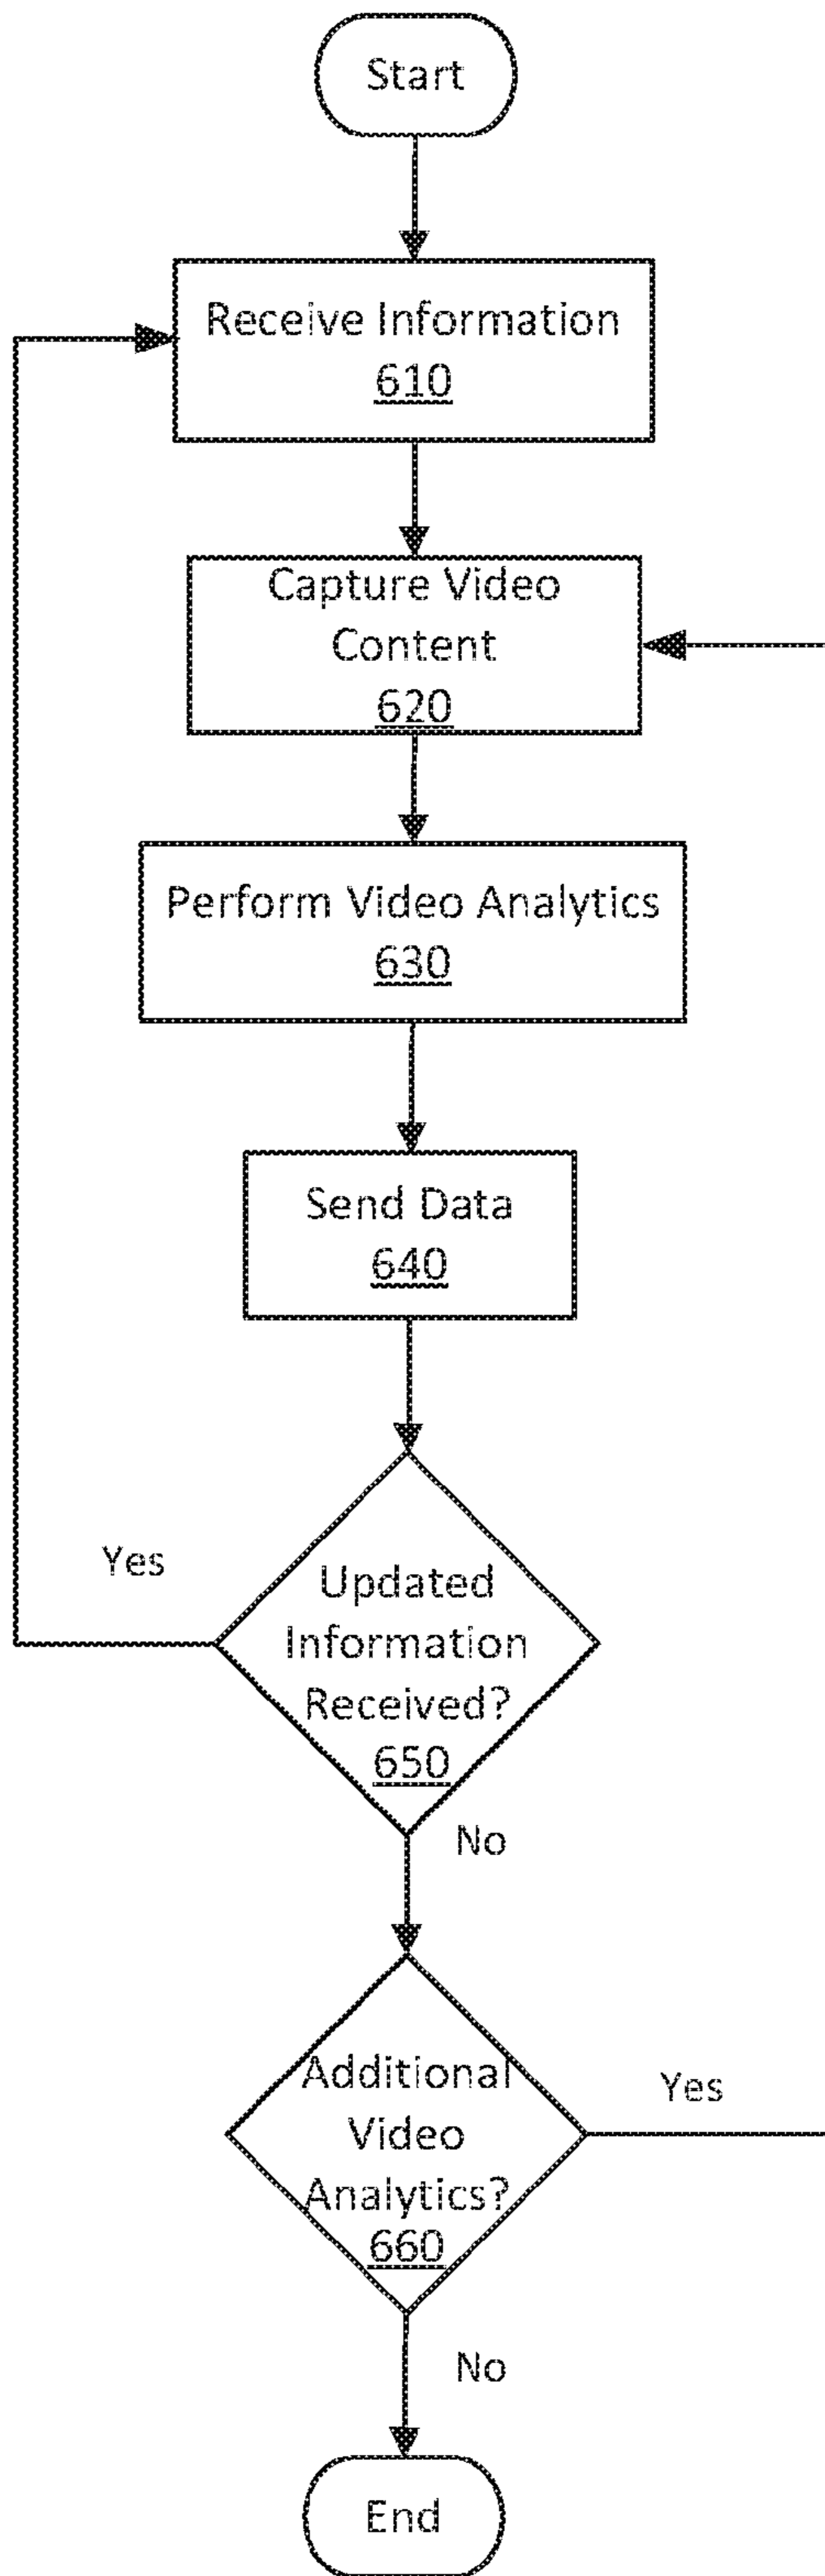 Start
Receive Information
610
Capture Video
Content
620
Perform Video Analytics
630
Send Data
640
Yes
Updated
Information
Received?
650
No
Additional
Video
Analytics?
660
Yes
No
End